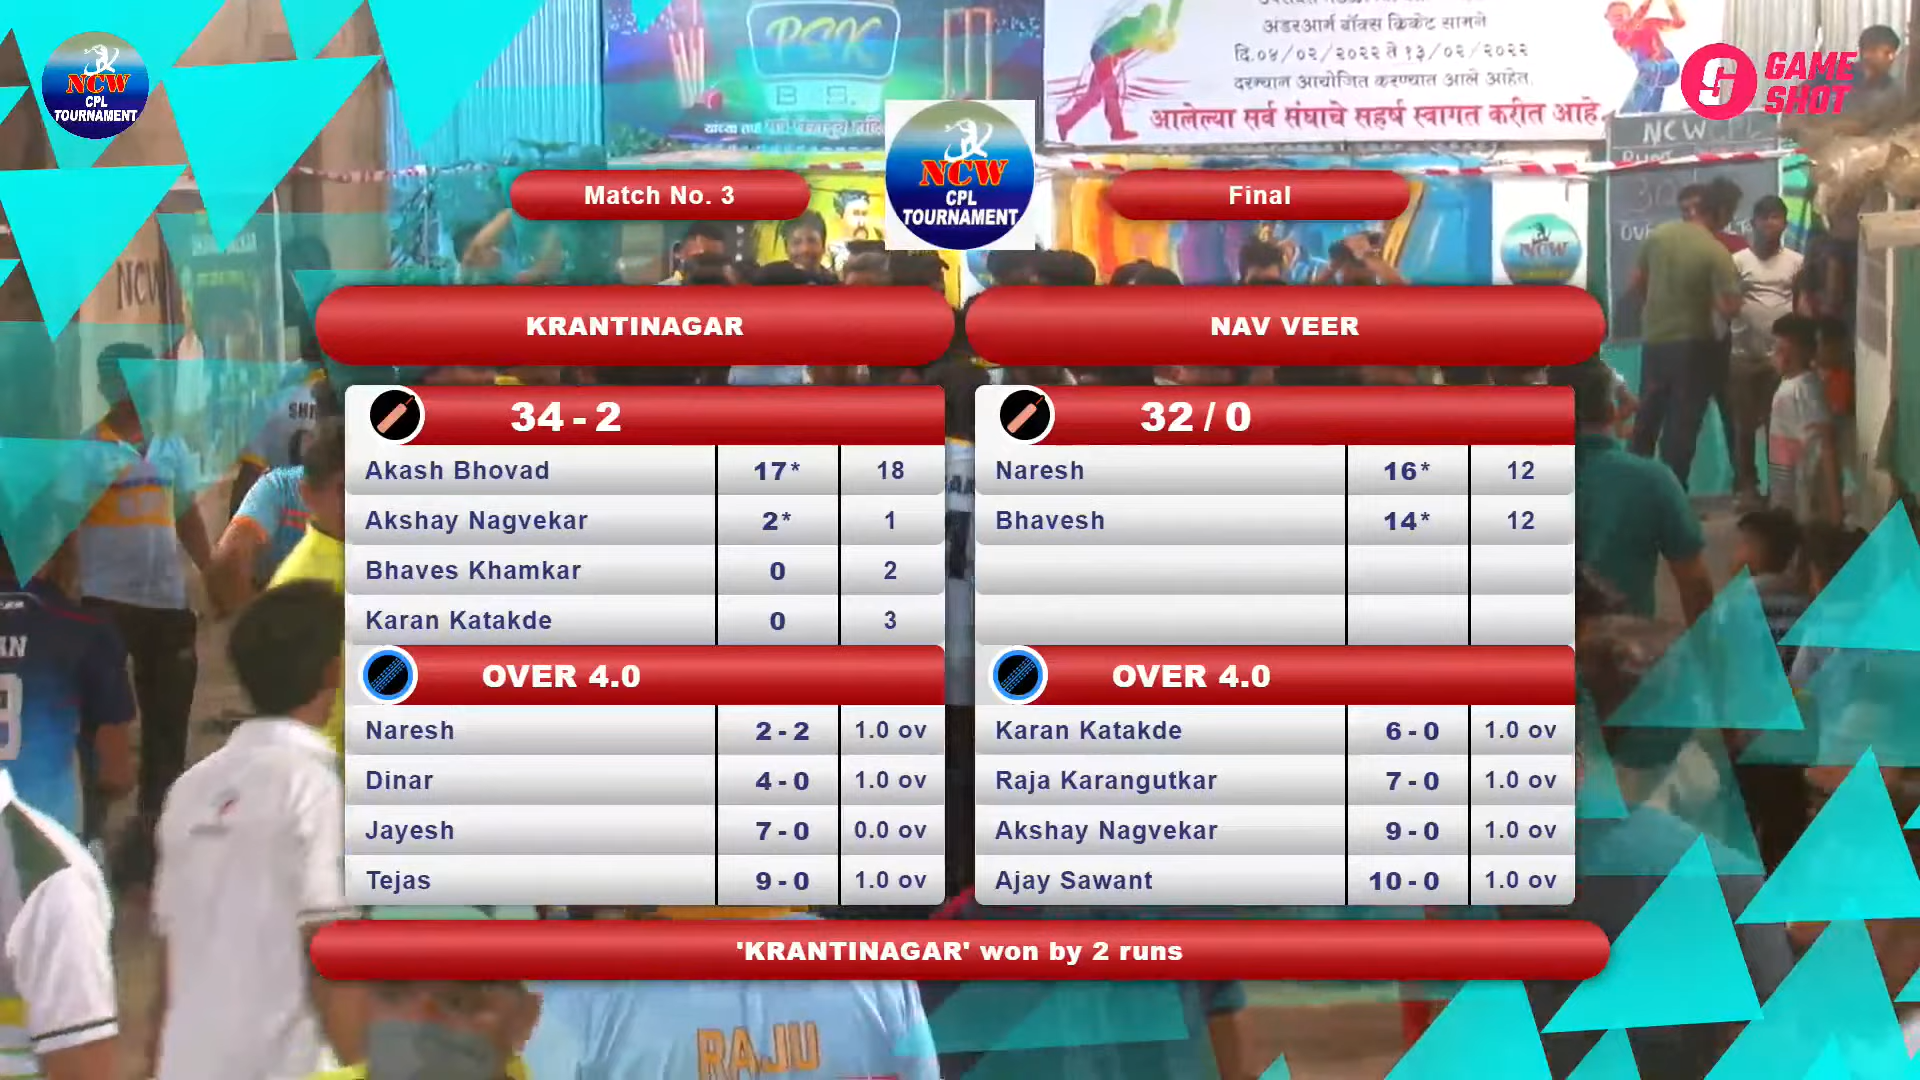 NCW
CPL
TOURNAMENT
अंडरआर्म बॉक्स क्रिकेट सामने
दि.०४/०२/२०२२ ते १३/०२/२०२२
दरम्यान आयोजित करण्यात आले आहेत.
आलेल्या सर्व संघाचे सहर्ष स्वागत करीत आहे.
GAME
SHOT
NCW CPL
Match No. 3
NCW
CPL
TOURNAMENT
Final
NCW
KRANTINAGAR
NAV VEER
34 - 2
Akash Bhovad 17* 18
Akshay Nagvekar 2* 1
Bhaves Khamkar 0 2
Karan Katakde 0 3
OVER 4.0
Naresh 2 - 2 1.0 ov
Dinar 4 - 0 1.0 ov
Jayesh 7 - 0 0.0 ov
Tejas 9 - 0 1.0 ov
32 / 0
Naresh 16* 12
Bhavesh 14* 12
OVER 4.0
Karan Katakde 6 - 0 1.0 ov
Raja Karangutkar 7 - 0 1.0 ov
Akshay Nagvekar 9 - 0 1.0 ov
Ajay Sawant 10 - 0 1.0 ov
'KRANTINAGAR' won by 2 runs
RAJU